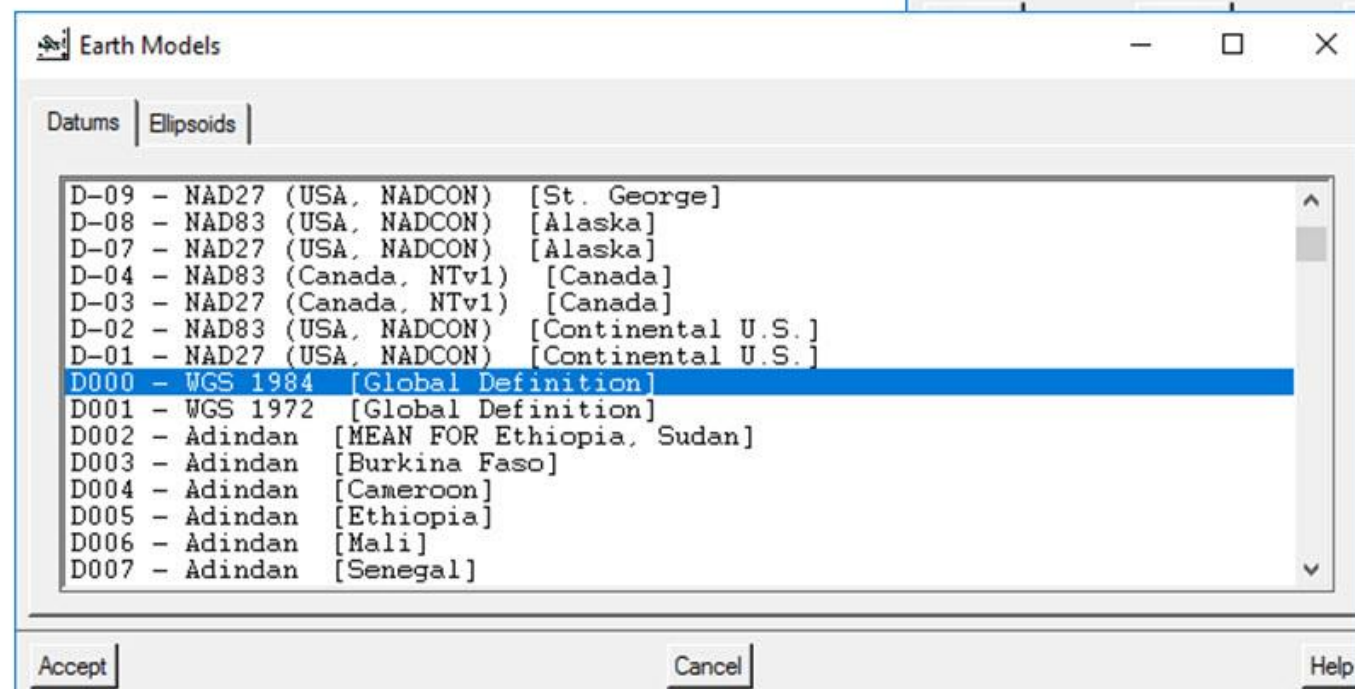 Earth Models
Datums Ellipsoids
D-09 - NAD27 (USA, NADCON) [St. George]
D-08 - NAD83 (USA, NADCON) [Alaska]
D-07 - NAD27 (USA, NADCON) [Alaska]
D-04 - NAD83 (Canada, NTv1) [Canada]
D-03 - NAD27 (Canada, NTv1) [Canada]
D-02 - NAD83 (USA, NADCON) [Continental U.S.]
D-01 - NAD27 (USA, NADCON) [Continental U.S.]
D000 - WGS 1984 [Global Definition]
D001 - WGS 1972 [Global Definition]
D002 - Adindan [MEAN FOR Ethiopia, Sudan]
D003 - Adindan [Burkina Faso]
D004 - Adindan [Cameroon]
D005 - Adindan [Ethiopia]
D006 - Adindan [Mali]
D007 - Adindan [Senegal]
Accept Cancel Help